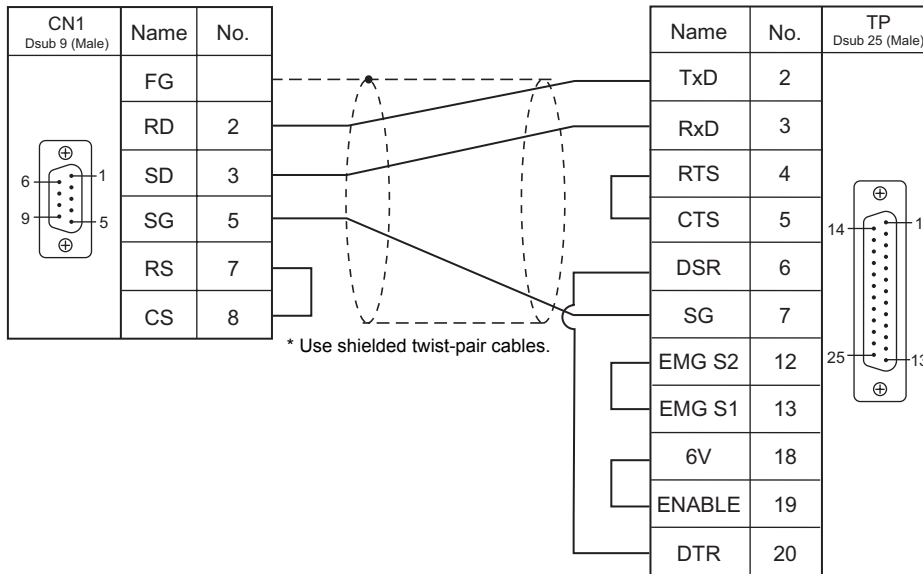 CN1
Dsub 9 (Male)
Name No.
FG
RD 2
SD 3
SG 5
RS 7
CS 8
6 1
9 5
* Use shielded twist-pair cables.
Name No.
TP
Dsub 25 (Male)
TxD 2
RxD 3
RTS 4
CTS 5
DSR 6
SG 7
EMG S2 12
EMG S1 13
6V 18
ENABLE 19
DTR 20
14 1
25 13